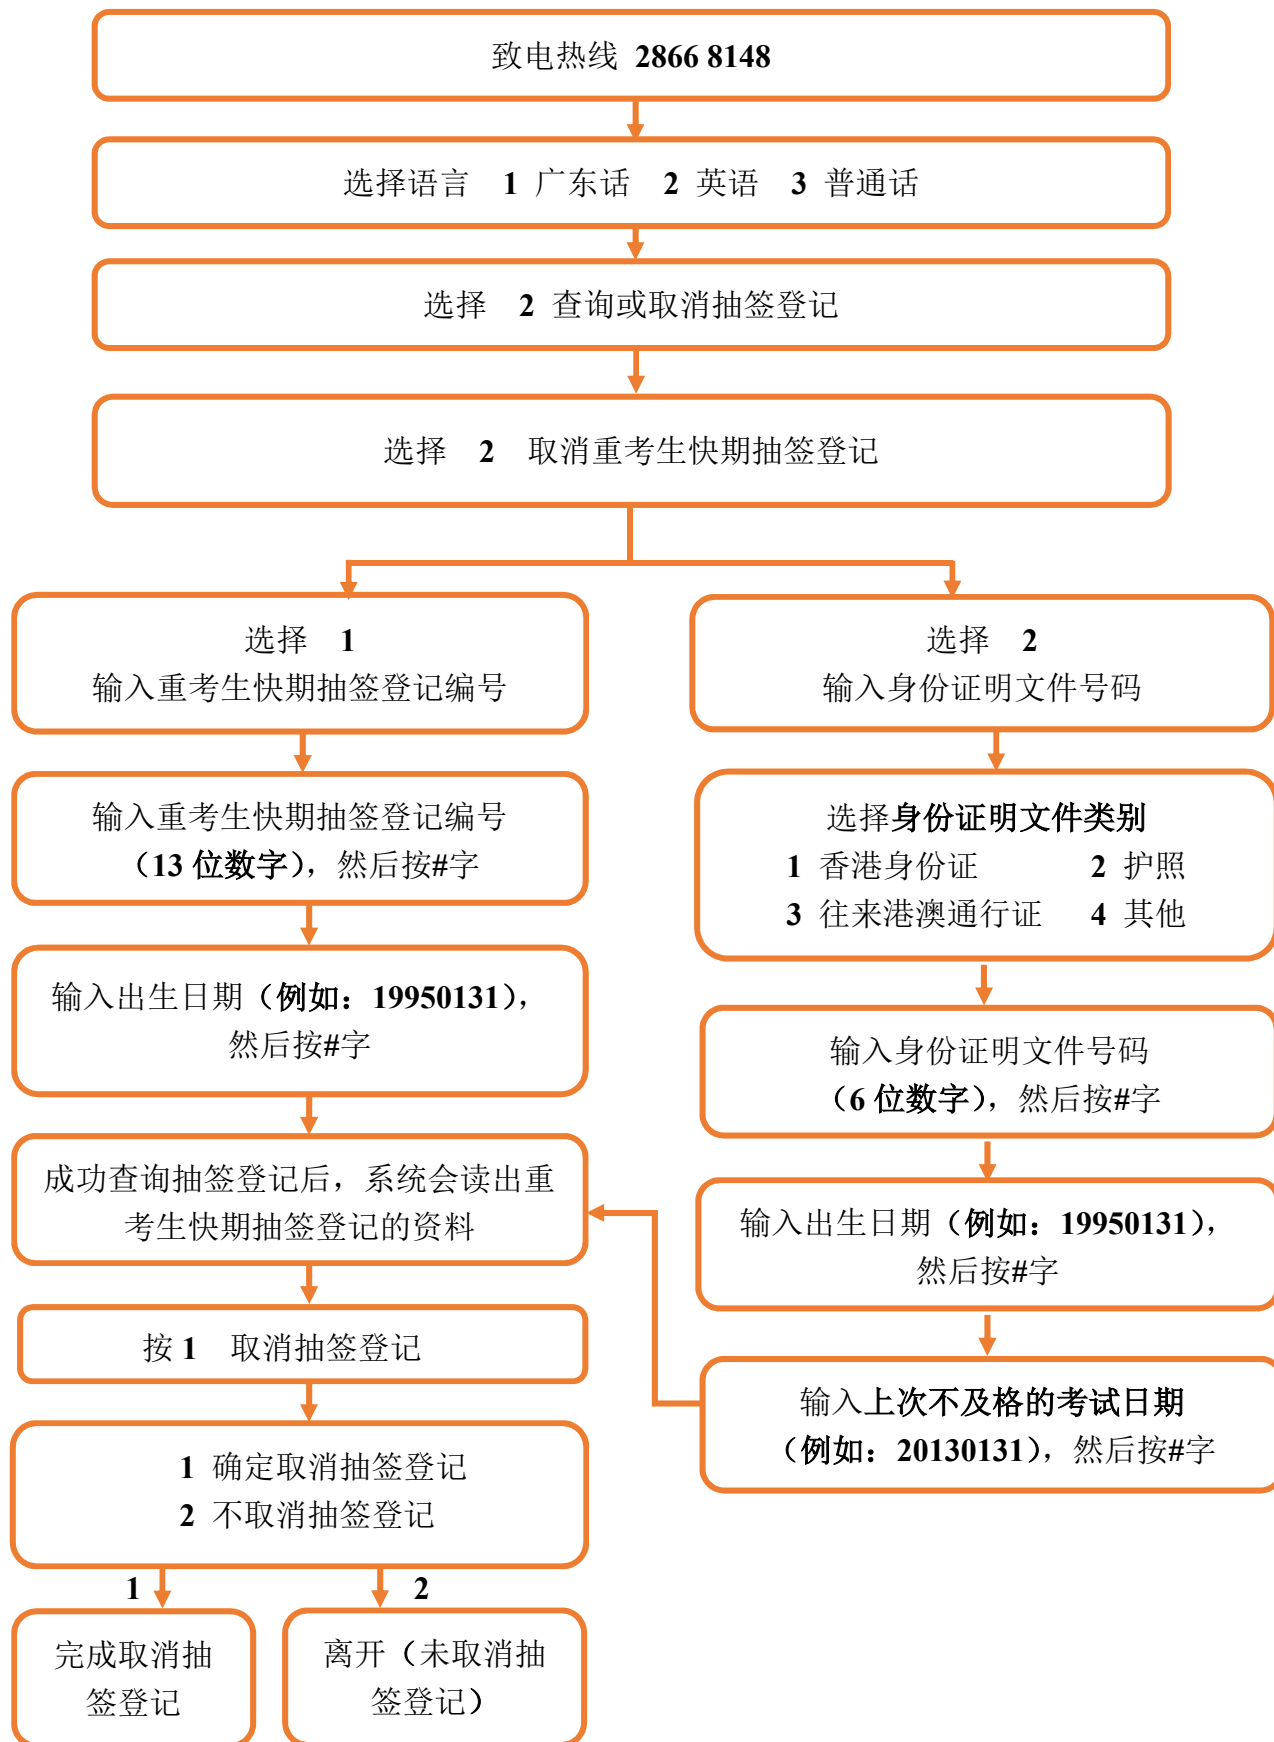 致电热线 2866 8148
选择语言 1 广东话 2 英语 3 普通话
选择 2 查询或取消抽签登记
选择 2 取消重考生快期抽签登记
选择 1
输入重考生快期抽签登记编号
输入重考生快期抽签登记编号
（13 位数字），然后按#字
输入出生日期（例如：19950131），
然后按#字
成功查询抽签登记后，系统会读出重
考生快期抽签登记的资料
按 1 取消抽签登记
1 确定取消抽签登记
2 不取消抽签登记
1
2
完成取消抽
签登记
离开（未取消抽
签登记）
选择 2
输入身份证明文件号码
选择身份证明文件类别
1 香港身份证 2 护照
3 往来港澳通行证 4 其他
输入身份证明文件号码
（6 位数字），然后按#字
输入出生日期（例如：19950131），
然后按#字
输入上次不及格的考试日期
（例如：20130131），然后按#字